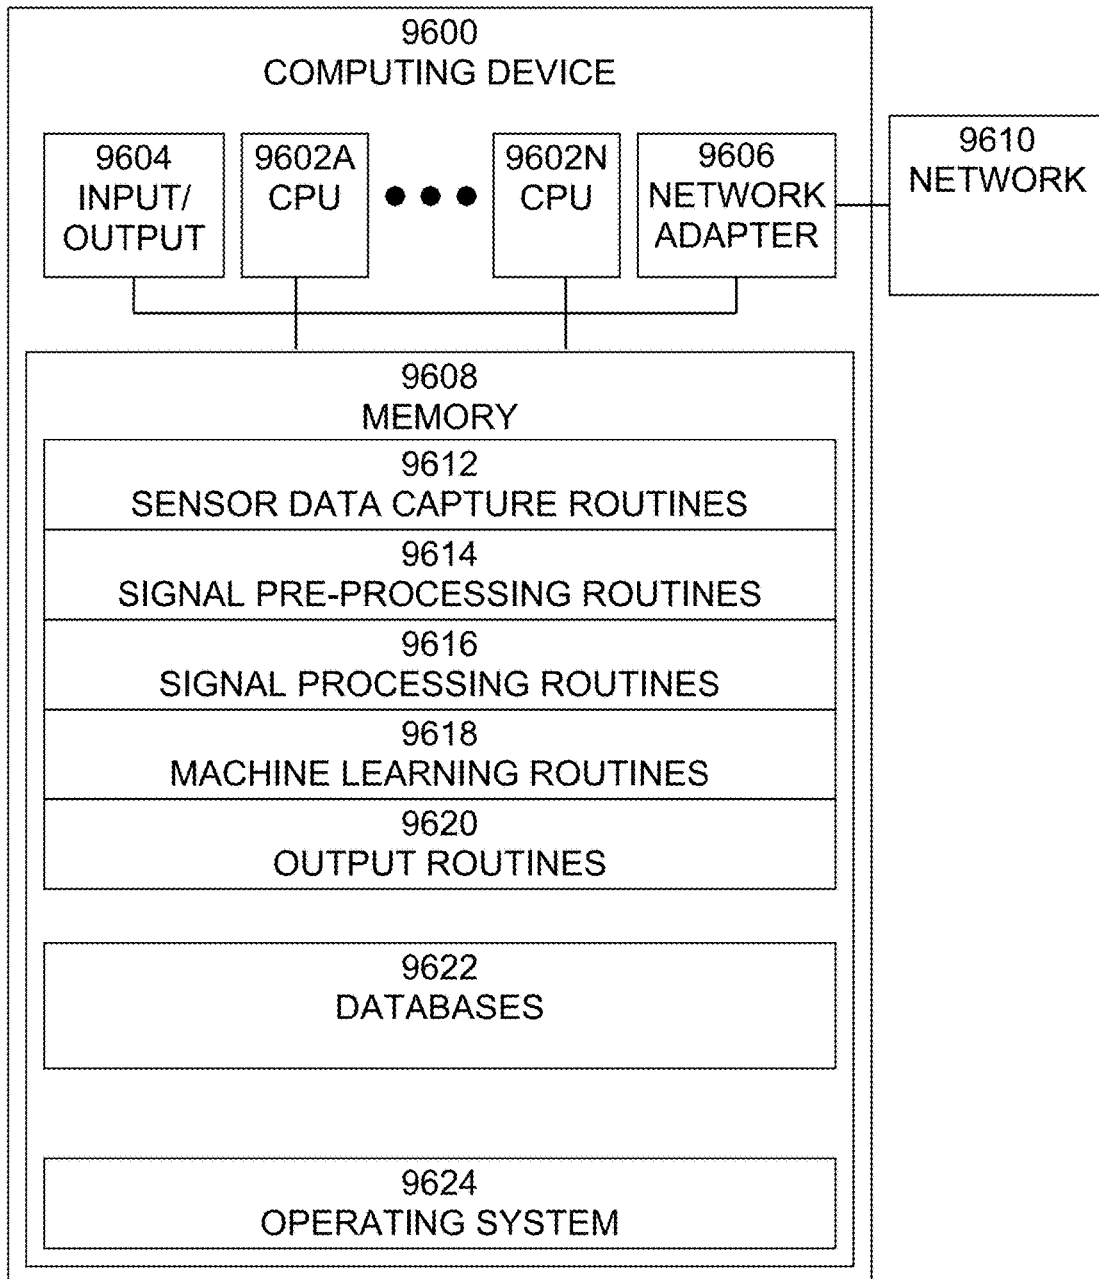 9600
COMPUTING DEVICE
9604
INPUT/
OUTPUT
9602A
CPU
9602N
CPU
9606
NETWORK
ADAPTER
9610
NETWORK
9608
MEMORY
9612
SENSOR DATA CAPTURE ROUTINES
9614
SIGNAL PRE-PROCESSING ROUTINES
9616
SIGNAL PROCESSING ROUTINES
9618
MACHINE LEARNING ROUTINES
9620
OUTPUT ROUTINES
9622
DATABASES
9624
OPERATING SYSTEM